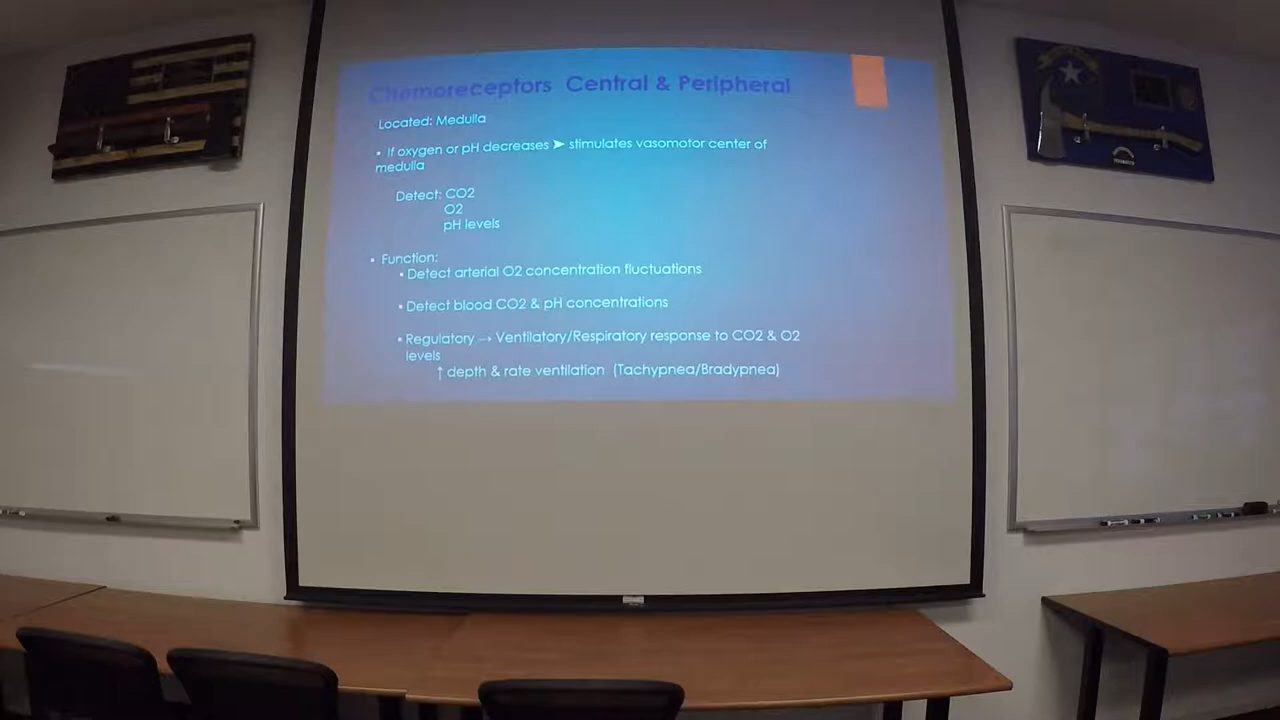 Chemoreceptors Central & Peripheral
Located: Medulla
• If oxygen or pH decreases ➤ stimulates vasomotor center of
medulla
Detect: CO2
O2
pH levels
• Function:
• Detect arterial O2 concentration fluctuations
• Detect blood CO2 & pH concentrations
• Regulatory → Ventilatory/Respiratory response to CO2 & O2
levels
↑ depth & rate ventilation (Tachypnea/Bradypnea)